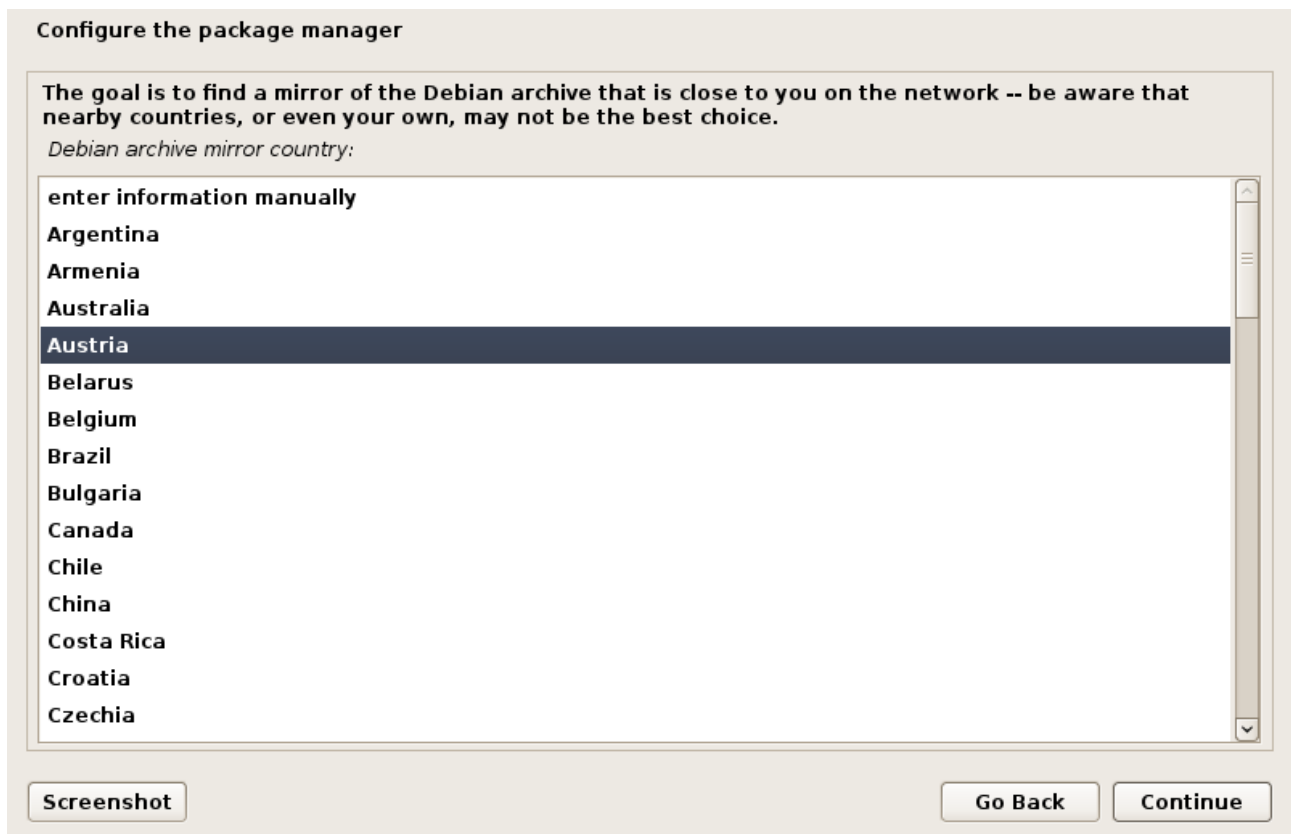 Configure the package manager
The goal is to find a mirror of the Debian archive that is close to you on the network -- be aware that
nearby countries, or even your own, may not be the best choice.
Debian archive mirror country:
enter information manually
Argentina
Armenia
Australia
Austria
Belarus
Belgium
Brazil
Bulgaria
Canada
Chile
China
Costa Rica
Croatia
Czechia
Screenshot
Go Back
Continue